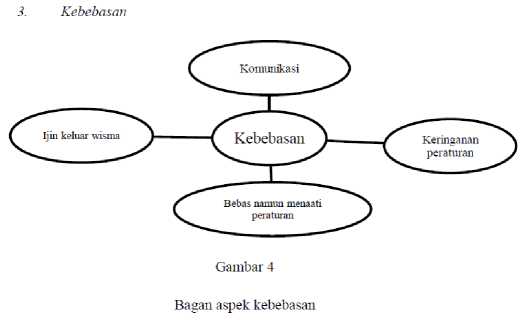 3. Kebebasan
Komunikasi
Ijin keluar wisma
Kebebasan
Keringanan
peraturan
Bebas namun menaati
peraturan
Gambar 4
Bagan aspek kebebasan